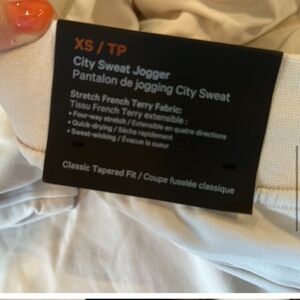 XS / TP
City Sweat Jogger
Pantalon de jogging City Sweat
Stretch French Terry Fabric:
Tissu French Terry extensible :
• Four-way stretch / Extensible en quatre directions
• Quick-drying / Sèche rapidement
• Sweat-wicking / Évacue la sueur
Classic Tapered Fit / Coupe fuselée classique